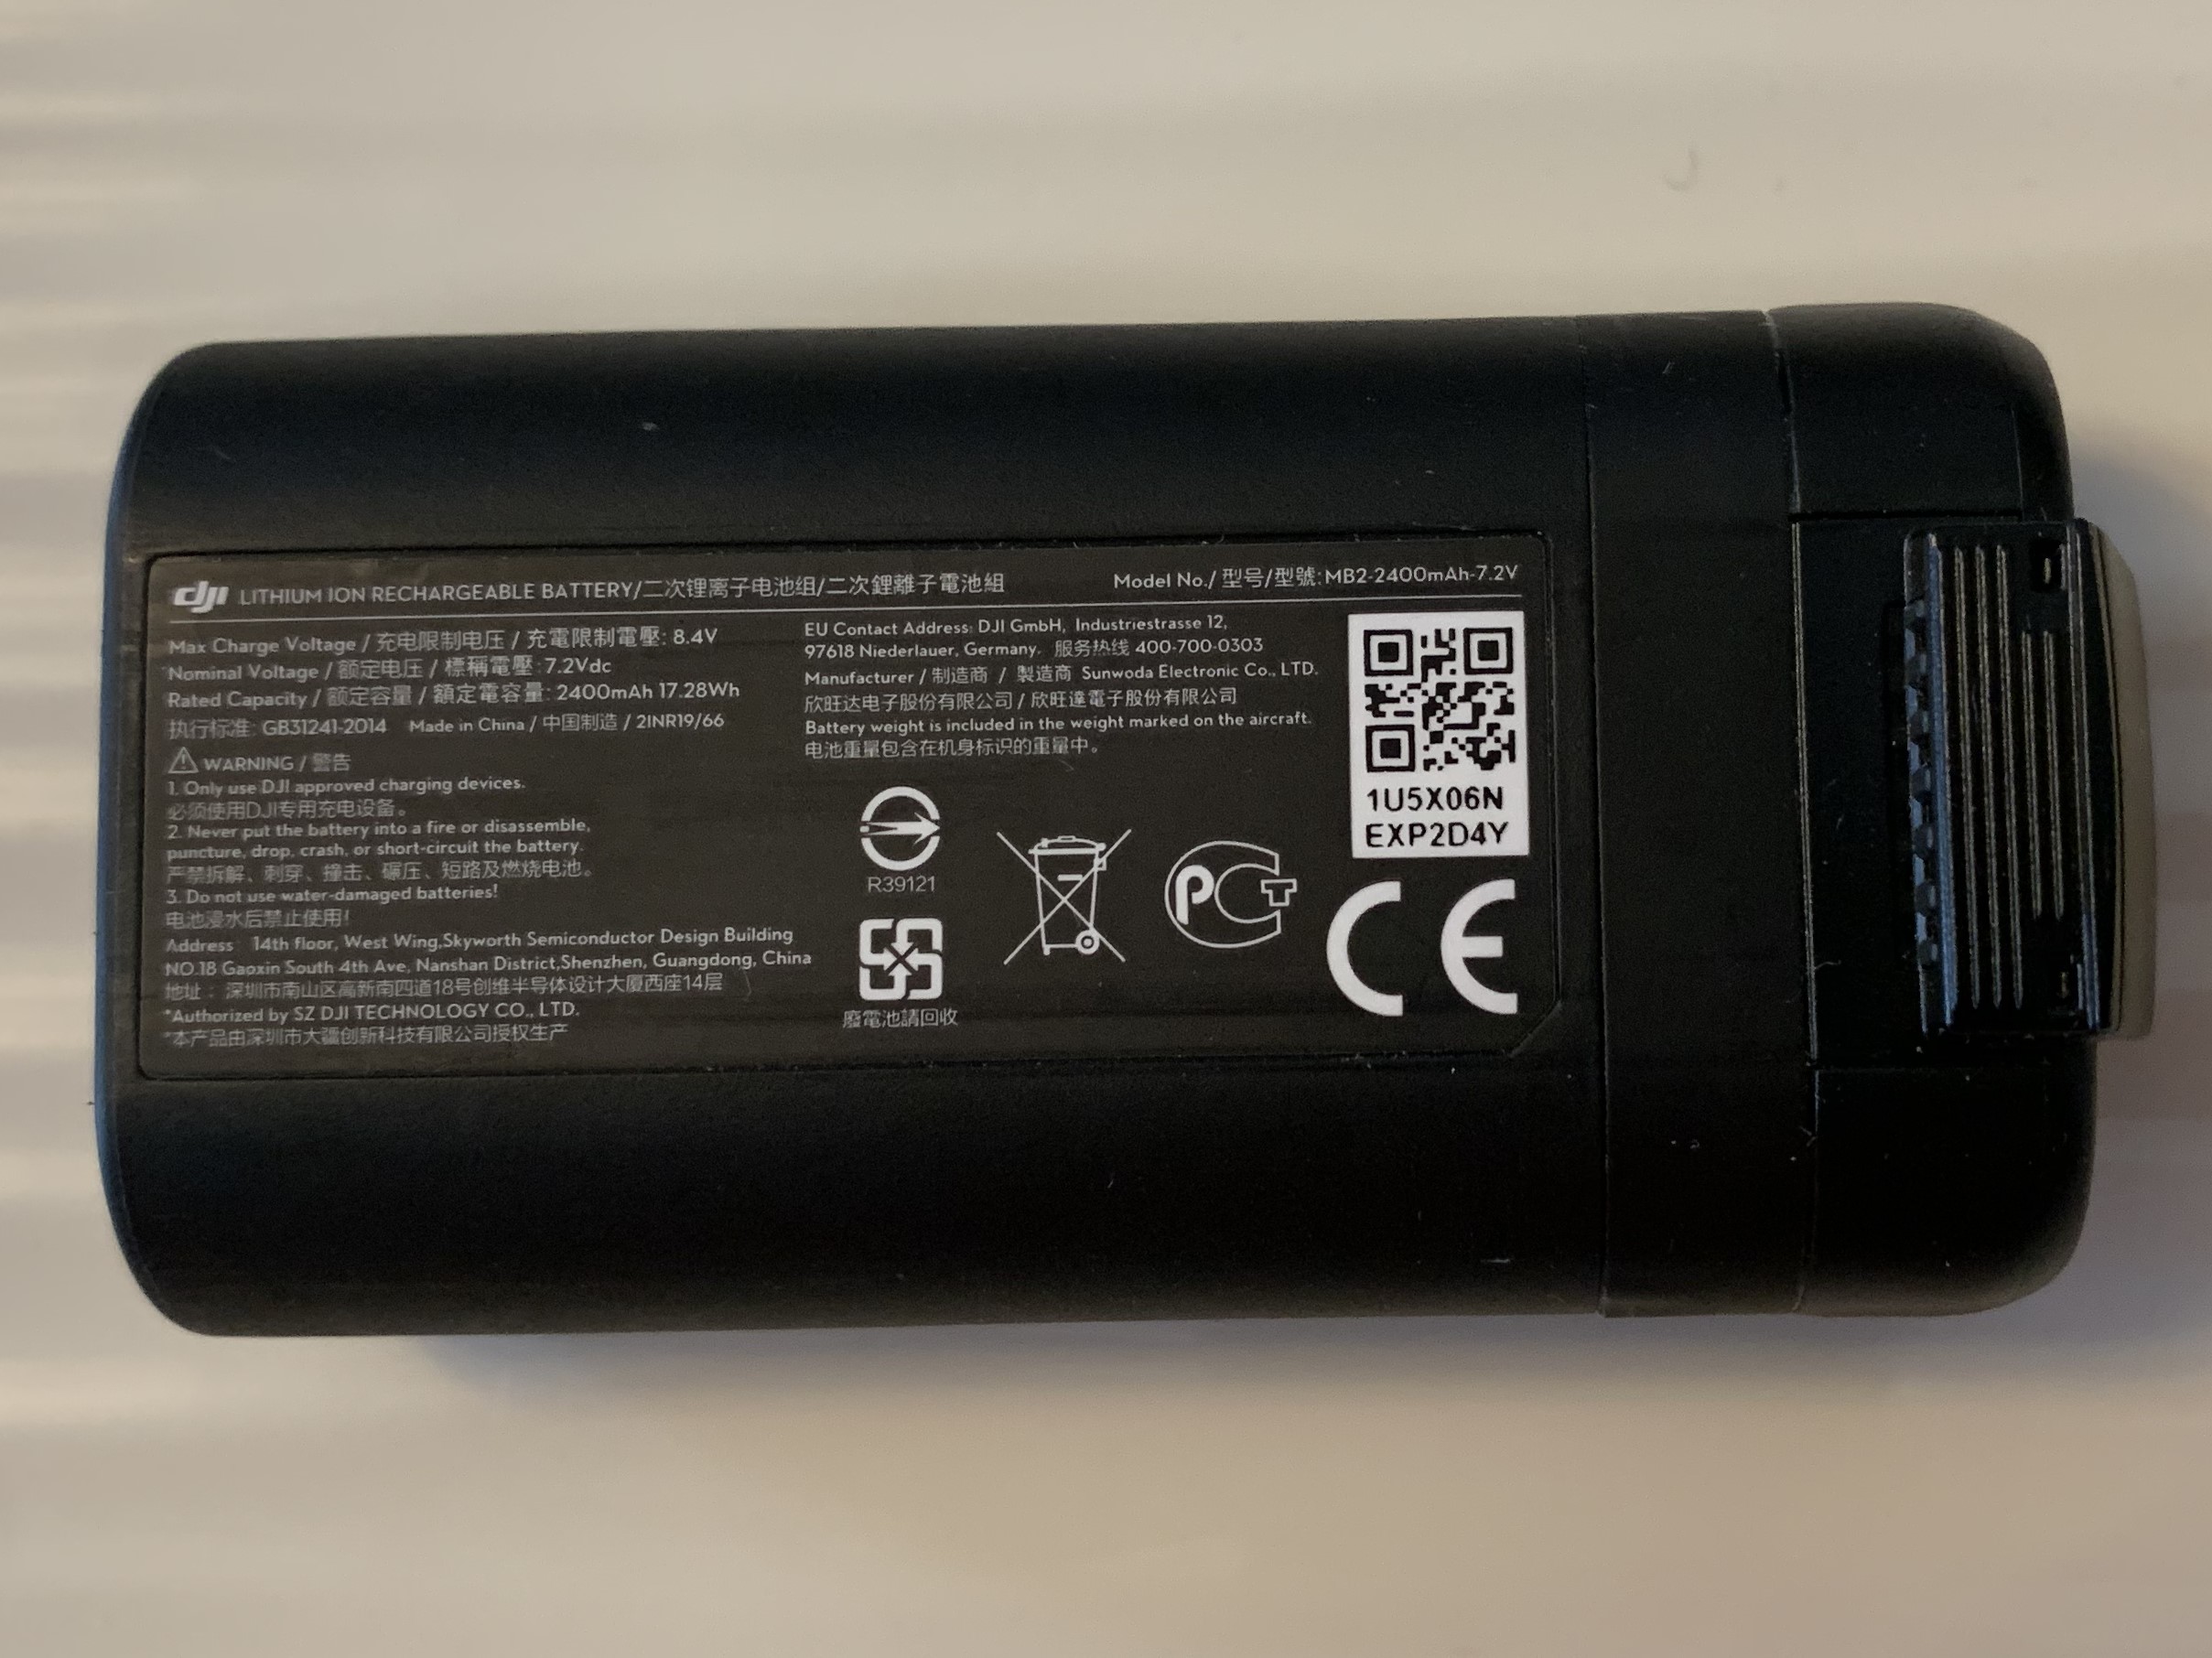 dji LITHIUM ION RECHARGEABLE BATTERY/二次锂离子电池组/二次鋰離子電池組
Model No./ 型号/型號: MB2-2400mAh-7.2V
Max Charge Voltage / 充电限制电压 / 充電限制電壓: 8.4V
Nominal Voltage / 额定电压 / 標稱電壓: 7.2Vdc
Rated Capacity / 额定容量 / 額定電容量: 2400mAh 17.28Wh
执行标准: GB31241-2014 Made in China / 中国制造 / 2INR19/66
WARNING / 警告
1. Only use DJI approved charging devices.
必须使用DJI专用充电设备。
2. Never put the battery into a fire or disassemble,
puncture, drop, crash, or short-circuit the battery.
严禁拆解、刺穿、撞击、碾压、短路及燃烧电池。
3. Do not use water-damaged batteries!
电池浸水后禁止使用!
Address 14th floor, West Wing,Skyworth Semiconductor Design Building
NO.18 Gaoxin South 4th Ave, Nanshan District,Shenzhen, Guangdong, China
地址: 深圳市南山区高新南四道18号创维半导体设计大厦西座14层
*Authorized by SZ DJI TECHNOLOGY CO., LTD.
*本产品由深圳市大疆创新科技有限公司授权生产
EU Contact Address: DJI GmbH, Industriestrasse 12,
97618 Niederlauer, Germany. 服务热线 400-700-0303
Manufacturer / 制造商 / 製造商 Sunwoda Electronic Co., LTD.
欣旺达电子股份有限公司 / 欣旺達電子股份有限公司
Battery weight is included in the weight marked on the aircraft.
电池重量包含在机身标识的重量中。
R39121
廢電池請回收
PCT
1U5X06N
EXP2D4Y
CE